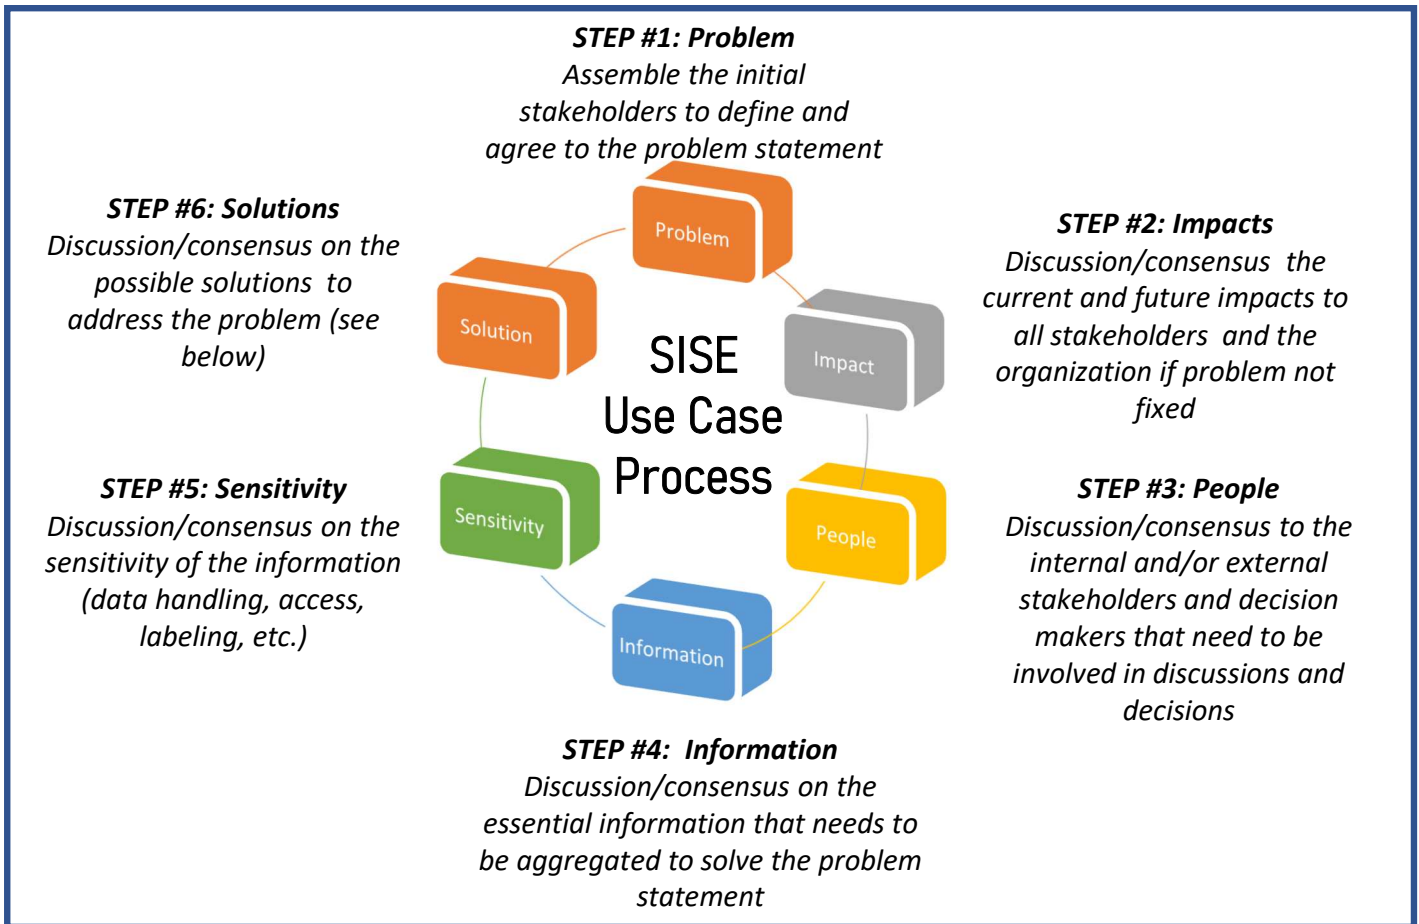 STEP #1: Problem
Assemble the initial
stakeholders to define and
agree to the problem statement
STEP #6: Solutions
Discussion/consensus on the
possible solutions to
address the problem (see
below)
STEP #2: Impacts
Discussion/consensus the
current and future impacts to
all stakeholders and the
organization if problem not
fixed
Problem
Solution
Impact
SISE
Use Case
Process
Sensitivity
People
Information
STEP #5: Sensitivity
Discussion/consensus on the
sensitivity of the information
(data handling, access,
labeling, etc.)
STEP #3: People
Discussion/consensus to the
internal and/or external
stakeholders and decision
makers that need to be
involved in discussions and
decisions
STEP #4: Information
Discussion/consensus on the
essential information that needs to
be aggregated to solve the problem
statement